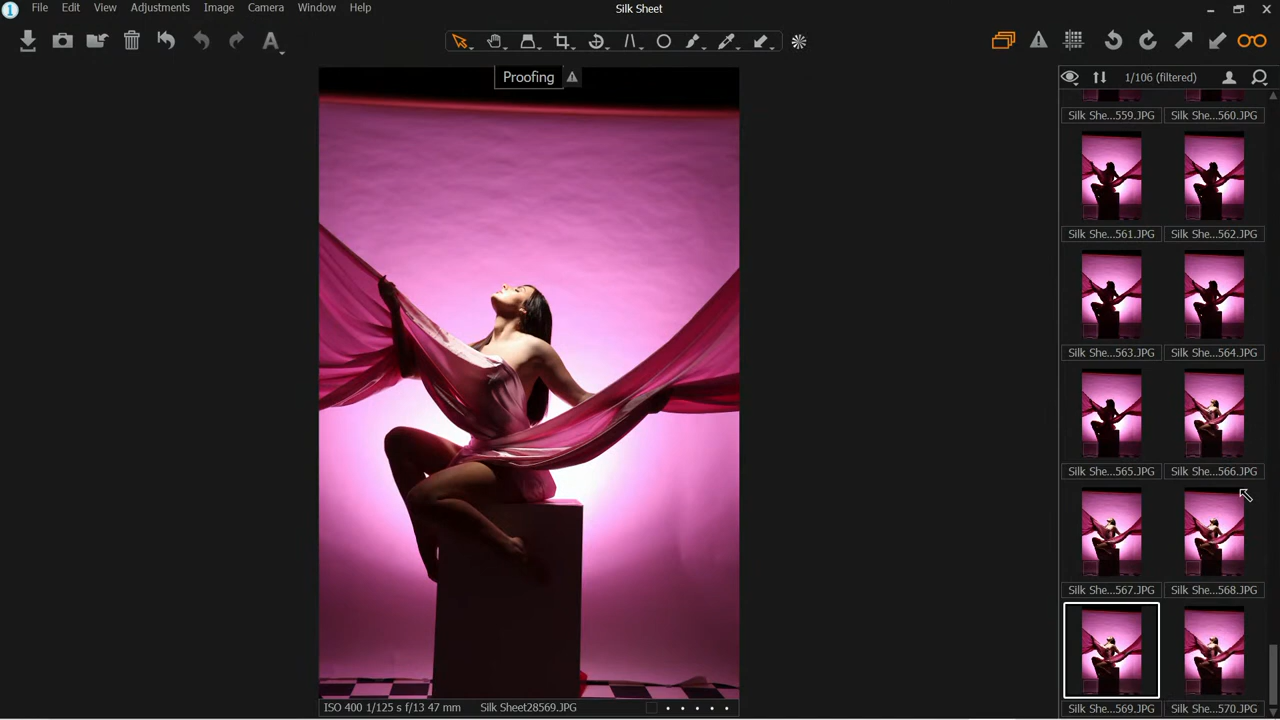 File Edit View Adjustments Image Camera Window Help
Silk Sheet
Proofing
1/106 (filtered)
Silk She...559.JPG Silk She...560.JPG
Silk She...561.JPG Silk She...562.JPG
Silk She...563.JPG Silk She...564.JPG
Silk She...565.JPG Silk She...566.JPG
Silk She...567.JPG Silk She...568.JPG
Silk She...569.JPG Silk She...570.JPG
ISO 400 1/125 s f/13 47 mm Silk Sheet28569.JPG